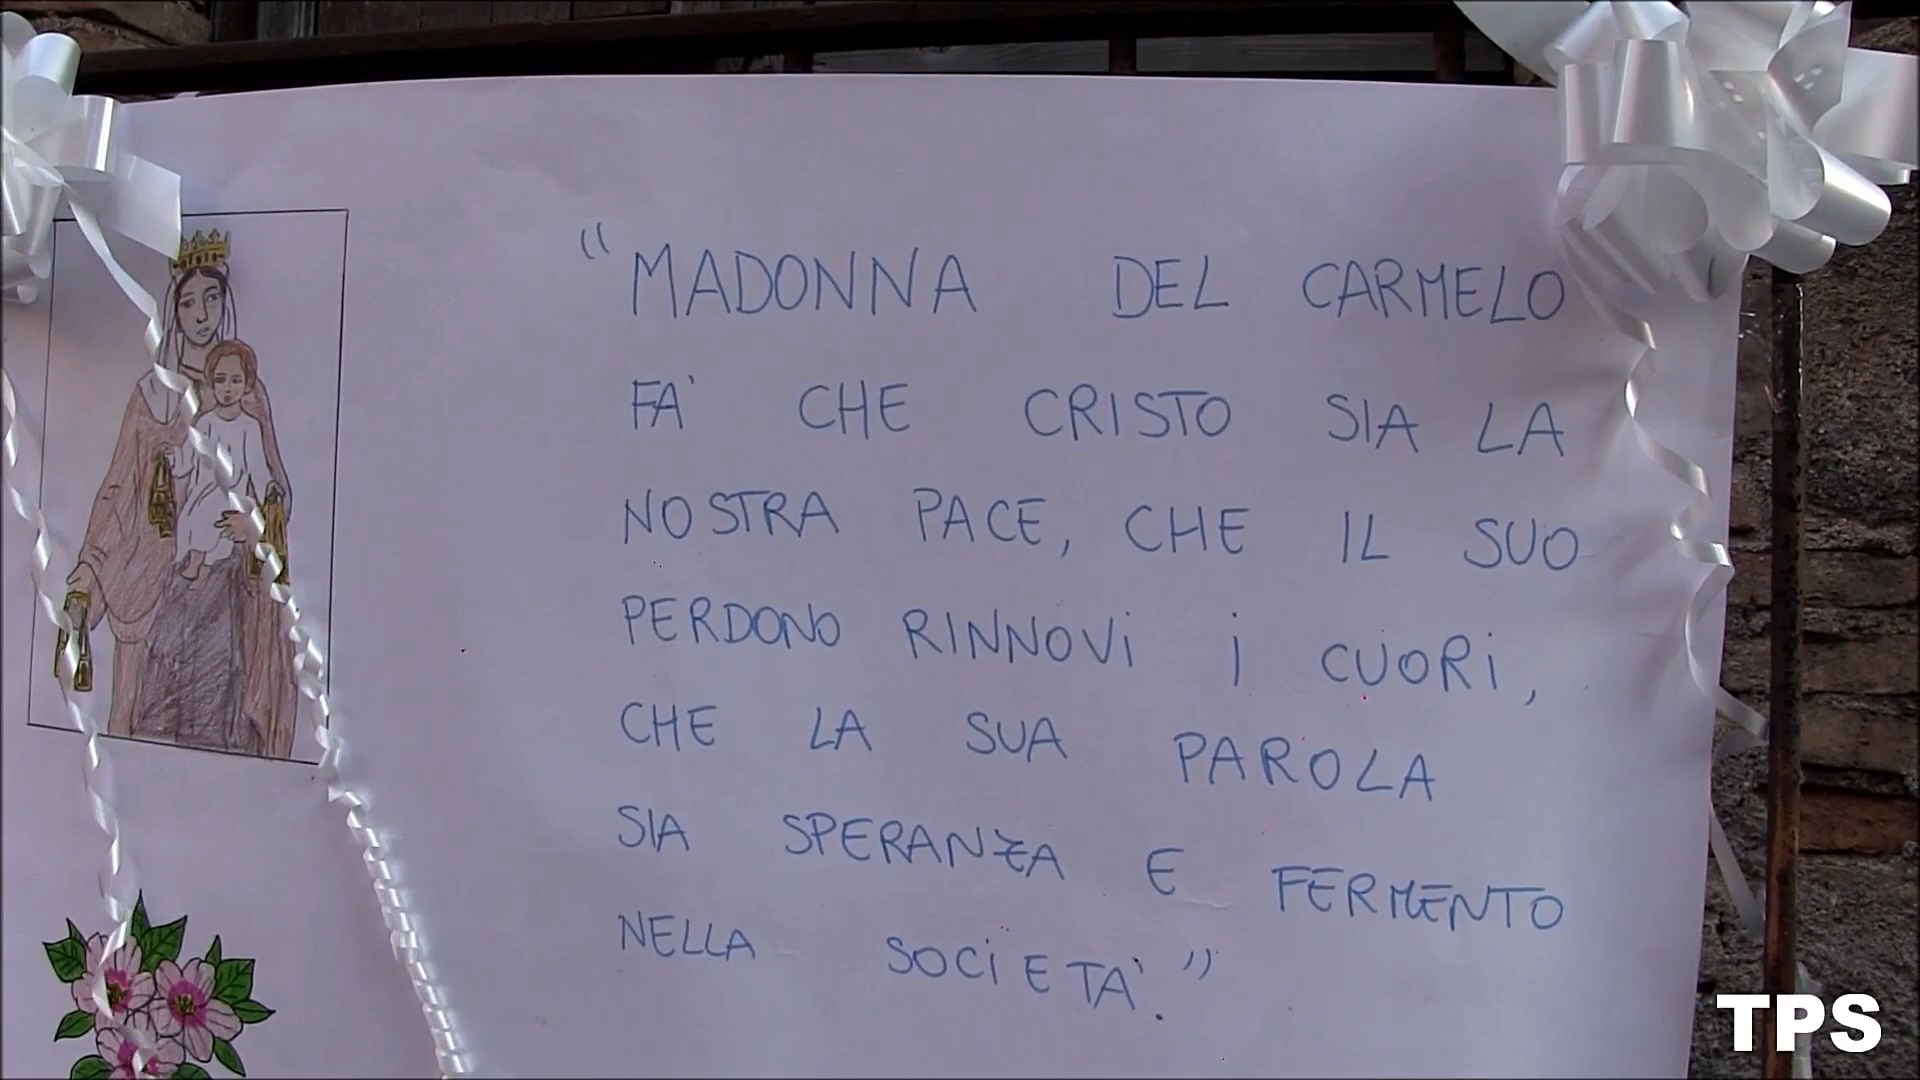 “MADONNA DEL CARMELO
FA' CHE CRISTO SIA LA
NOSTRA PACE, CHE IL SUO
PERDONO RINNOVi i CUORi,
CHE LA SUA PAROLA
SIA SPERANZA E FERMENTO
NELLA SOCiETA'.”
TPS